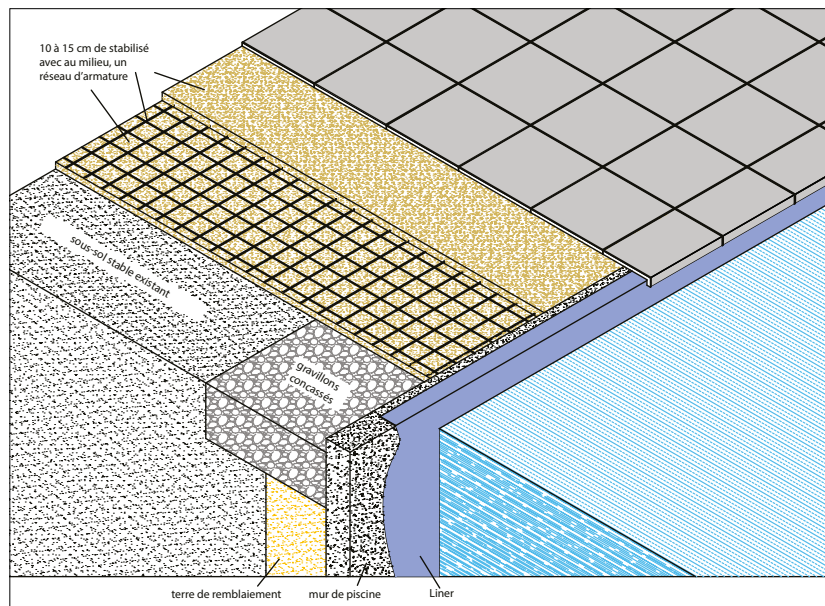 10 à 15 cm de stabilisé
avec au milieu, un
réseau d'armature
sous-sol stable existant
gravillons
concassés
terre de remblaiement
mur de piscine
Liner